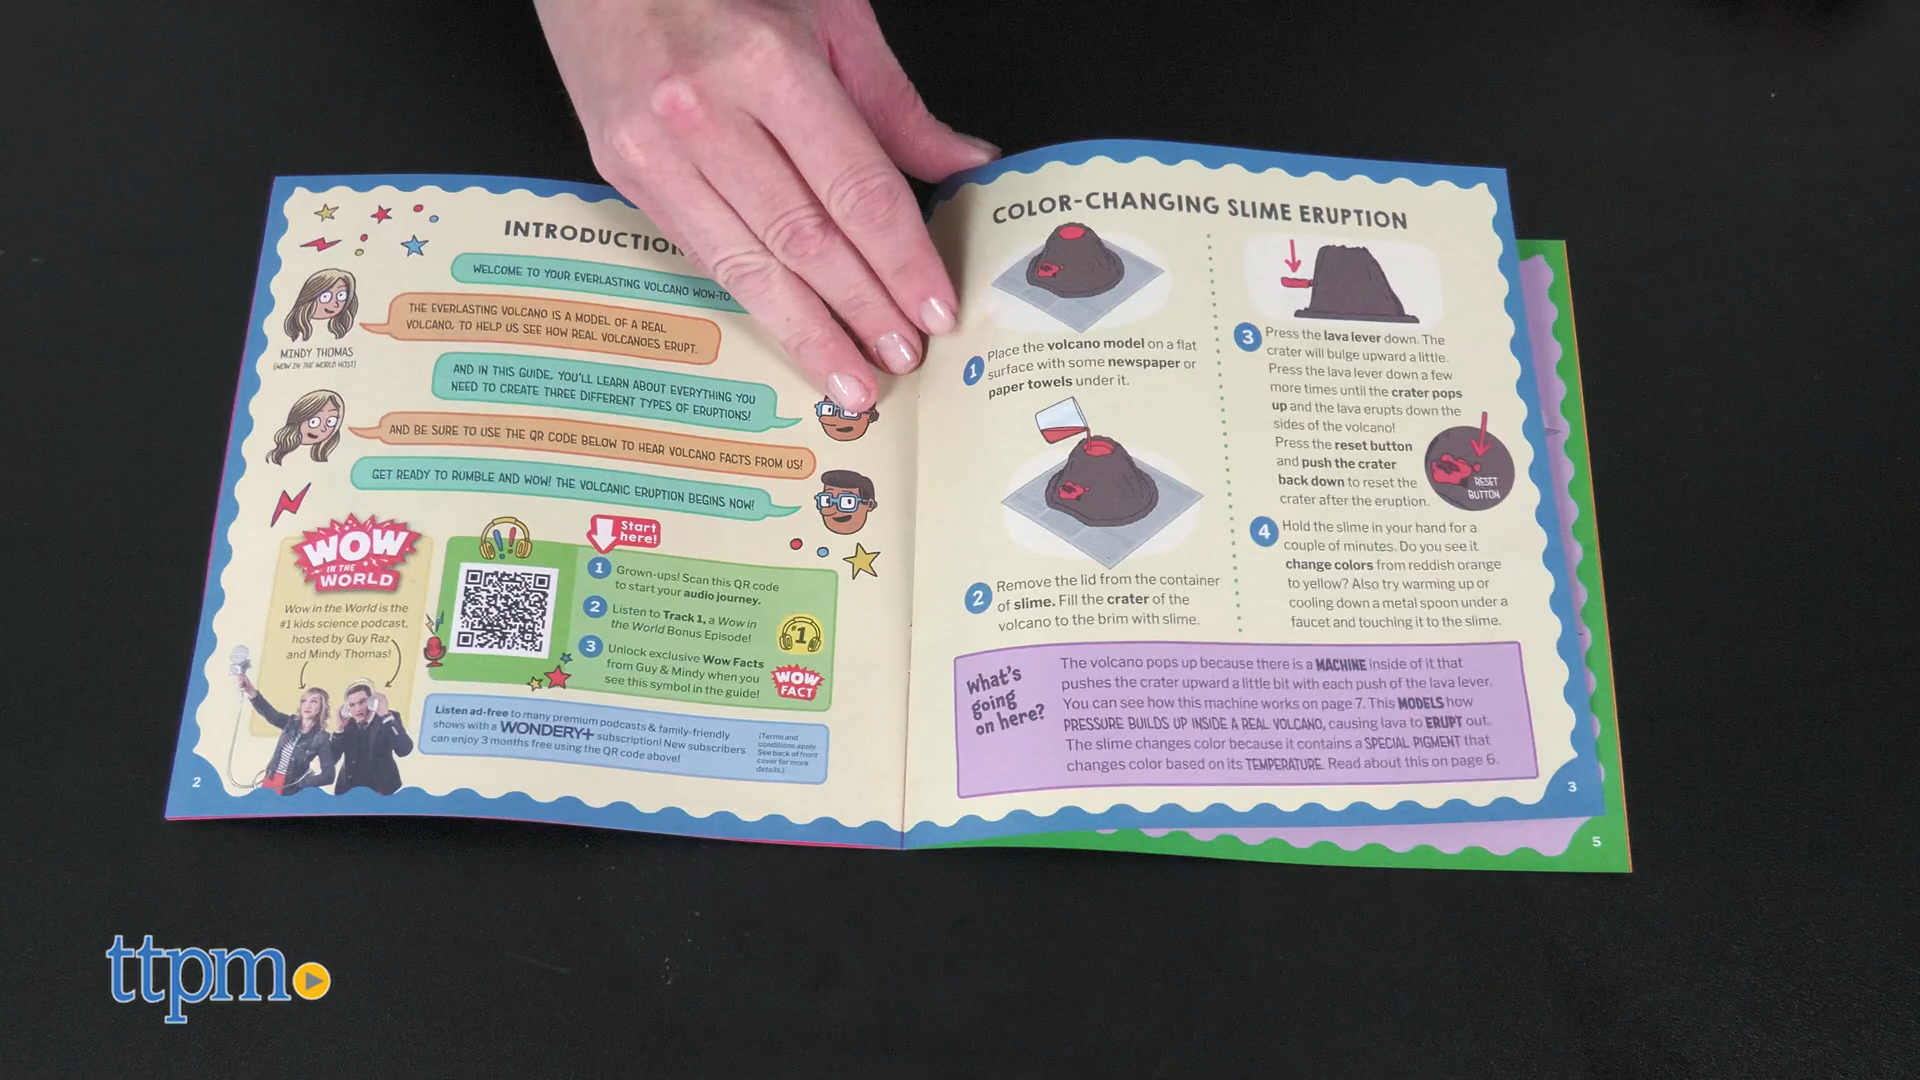 INTRODUCTION
WELCOME TO YOUR EVERLASTING VOLCANO WOW-TO
THE EVERLASTING VOLCANO IS A MODEL OF A REAL
VOLCANO, TO HELP US SEE HOW REAL VOLCANOES ERUPT.
MINDY THOMAS
(WOW IN THE WORLD HOST)
AND IN THIS GUIDE, YOU'LL LEARN ABOUT EVERYTHING YOU
NEED TO CREATE THREE DIFFERENT TYPES OF ERUPTIONS!
AND BE SURE TO USE THE QR CODE BELOW TO HEAR VOLCANO FACTS FROM US!
GET READY TO RUMBLE AND WOW! THE VOLCANIC ERUPTION BEGINS NOW!
WOW
IN THE
WORLD
Wow in the World is the
#1 kids science podcast,
hosted by Guy Raz
and Mindy Thomas!
Start
here!
1 Grown-ups! Scan this QR code
to start your audio journey.
2 Listen to Track 1, a Wow in
the World Bonus Episode!
#1
3 Unlock exclusive Wow Facts
from Guy & Mindy when you
see this symbol in the guide!
WOW
FACT
Listen ad-free to many premium podcasts & family-friendly
shows with a WONDERY+ subscription! New subscribers
can enjoy 3 months free using the QR code above!
(Terms and
conditions apply.
See back of front
cover for more
details.)
2
COLOR-CHANGING SLIME ERUPTION
1 Place the volcano model on a flat
surface with some newspaper or
paper towels under it.
2 Remove the lid from the container
of slime. Fill the crater of the
volcano to the brim with slime.
3 Press the lava lever down. The
crater will bulge upward a little.
Press the lava lever down a few
more times until the crater pops
up and the lava erupts down the
sides of the volcano!
Press the reset button
and push the crater
back down to reset the
crater after the eruption.
RESET
BUTTON
4 Hold the slime in your hand for a
couple of minutes. Do you see it
change colors from reddish orange
to yellow? Also try warming up or
cooling down a metal spoon under a
faucet and touching it to the slime.
What's
going
on here?
The volcano pops up because there is a MACHINE inside of it that
pushes the crater upward a little bit with each push of the lava lever.
You can see how this machine works on page 7. This MODELS how
PRESSURE BUILDS UP INSIDE A REAL VOLCANO, causing lava to ERUPT out.
The slime changes color because it contains a SPECIAL PIGMENT that
changes color based on its TEMPERATURE. Read about this on page 6.
3
5
ttpm